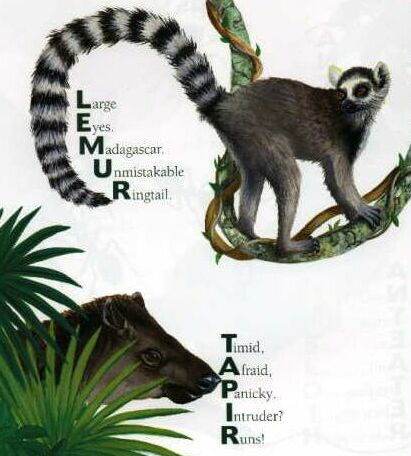 Large
Eyes.
Madagascar.
Unmistakable
Ringtail.
Timid,
Afraid,
Panicky.
Intruder?
Runs!